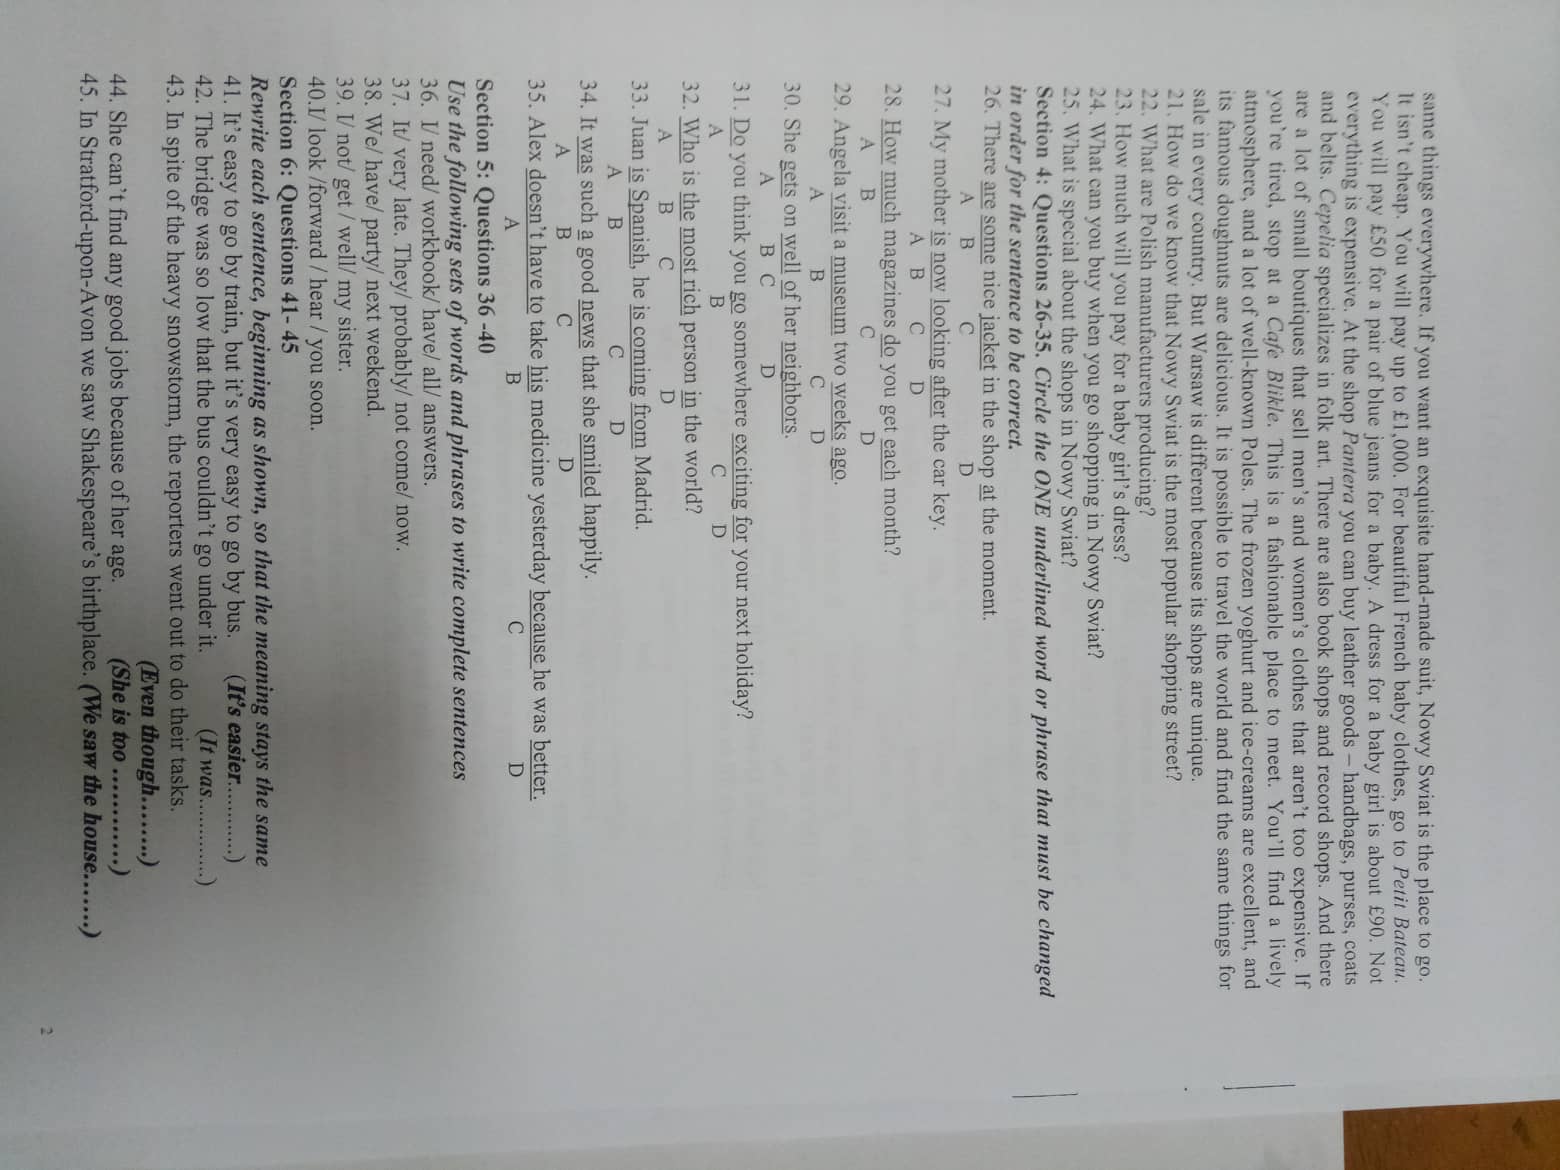 same things everywhere. If you want an exquisite hand-made suit, Nowy Swiat is the place to go.
It isn't cheap. You will pay up to £1,000. For beautiful French baby clothes, go to Petit Bateau.
You will pay £50 for a pair of blue jeans for a baby. A dress for a baby girl is about £90. Not
everything is expensive. At the shop Pantera you can buy leather goods – handbags, purses, coats
and belts. Cepelia specializes in folk art. There are also book shops and record shops. And there
are a lot of small boutiques that sell men's and women's clothes that aren't too expensive. If
you're tired, stop at a Cafe Blikle. This is a fashionable place to meet. You'll find a lively
atmosphere, and a lot of well-known Poles. The frozen yoghurt and ice-creams are excellent, and
its famous doughnuts are delicious. It is possible to travel the world and find the same things for
sale in every country. But Warsaw is different because its shops are unique.
21. How do we know that Nowy Swiat is the most popular shopping street?
22. What are Polish manufacturers producing?
23. How much will you pay for a baby girl's dress?
24. What can you buy when you go shopping in Nowy Swiat?
25. What is special about the shops in Nowy Swiat?
Section 4: Questions 26-35. Circle the ONE underlined word or phrase that must be changed
in order for the sentence to be correct.
26. There are some nice jacket in the shop at the moment.
A B C D
27. My mother is now looking after the car key.
A B C D
28. How much magazines do you get each month?
A B C D
29. Angela visit a museum two weeks ago.
A B C D
30. She gets on well of her neighbors.
A B C D
31. Do you think you go somewhere exciting for your next holiday?
A B C D
32. Who is the most rich person in the world?
A B C D
33. Juan is Spanish, he is coming from Madrid.
A B C D
34. It was such a good news that she smiled happily.
A B C D
35. Alex doesn't have to take his medicine yesterday because he was better.
A B C D
Section 5: Questions 36 -40
Use the following sets of words and phrases to write complete sentences
36. I/ need/ workbook/ have/ all/ answers.
37. It/ very late. They/ probably/ not come/ now.
38. We/ have/ party/ next weekend.
39. I/ not/ get / well/ my sister.
40.I/ look /forward / hear / you soon.
Section 6: Questions 41- 45
Rewrite each sentence, beginning as shown, so that the meaning stays the same
41. It's easy to go by train, but it's very easy to go by bus. (It's easier............)
42. The bridge was so low that the bus couldn't go under it. (It was.............)
43. In spite of the heavy snowstorm, the reporters went out to do their tasks.
(Even though........)
44. She can't find any good jobs because of her age. (She is too ............)
45. In Stratford-upon-Avon we saw Shakespeare's birthplace. (We saw the house.......)
2